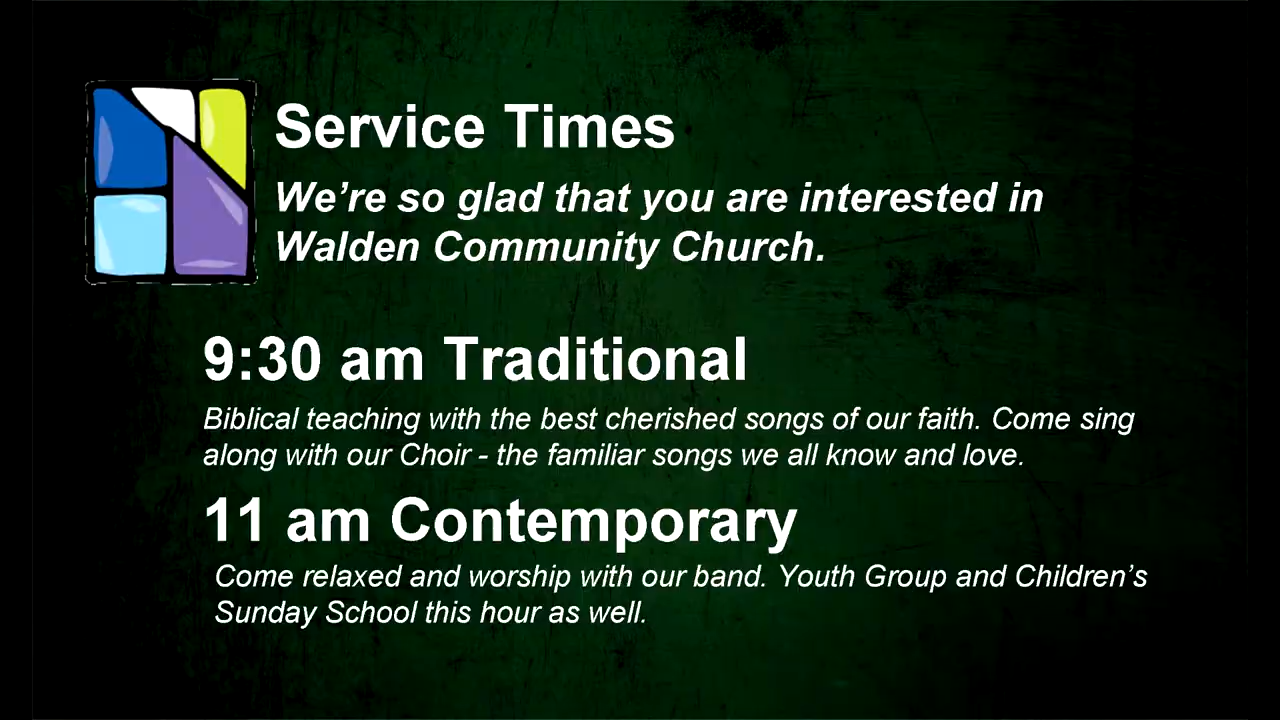 Service Times
We’re so glad that you are interested in
Walden Community Church.
9:30 am Traditional
Biblical teaching with the best cherished songs of our faith. Come sing
along with our Choir - the familiar songs we all know and love.
11 am Contemporary
Come relaxed and worship with our band. Youth Group and Children’s
Sunday School this hour as well.